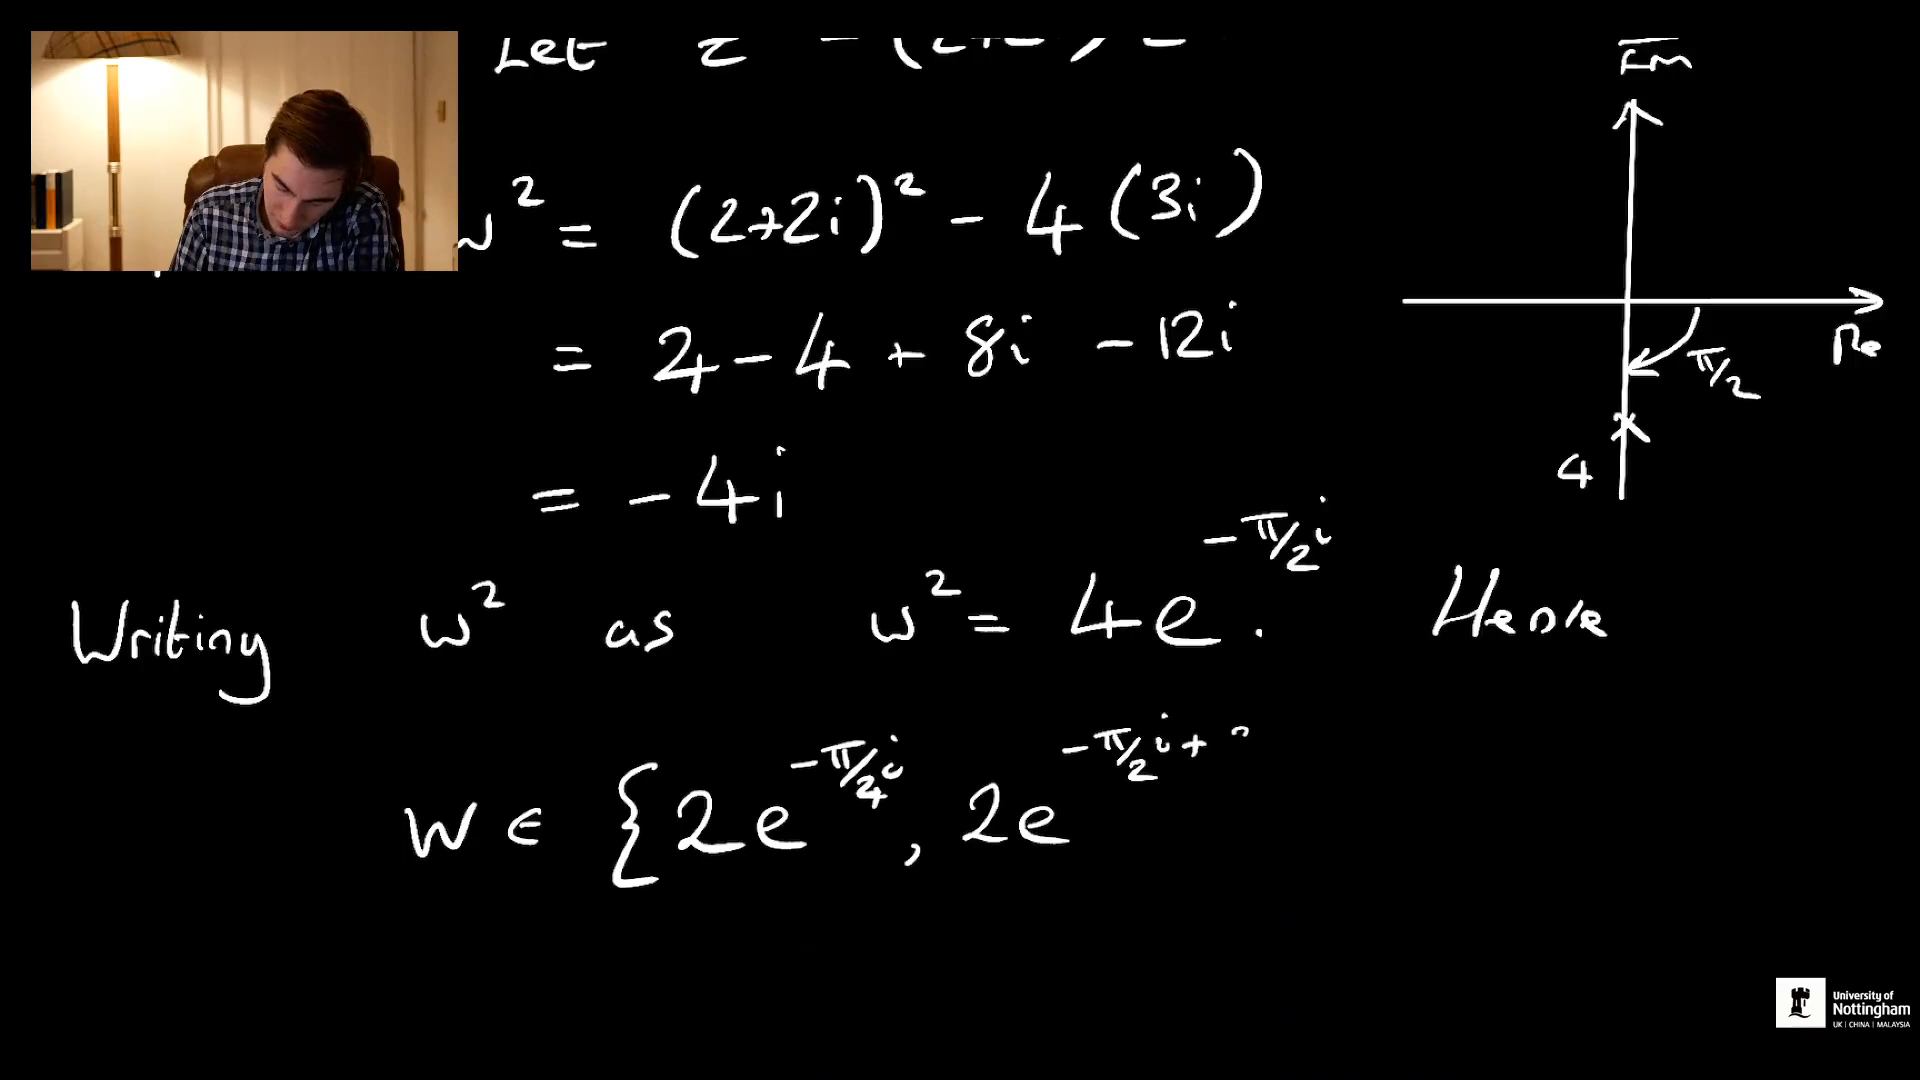 Let z
Im
w² = (2+2i)² - 4(3i)
= 4 - 4 + 8i - 12i
Re
π/2
= -4i
4
Writing w² as w² = 4e^{-π/2 i}. Hence
w ∈ {2e^{-π/4 i}, 2e^{-π/2 i +
University of
Nottingham
UK | CHINA | MALAYSIA